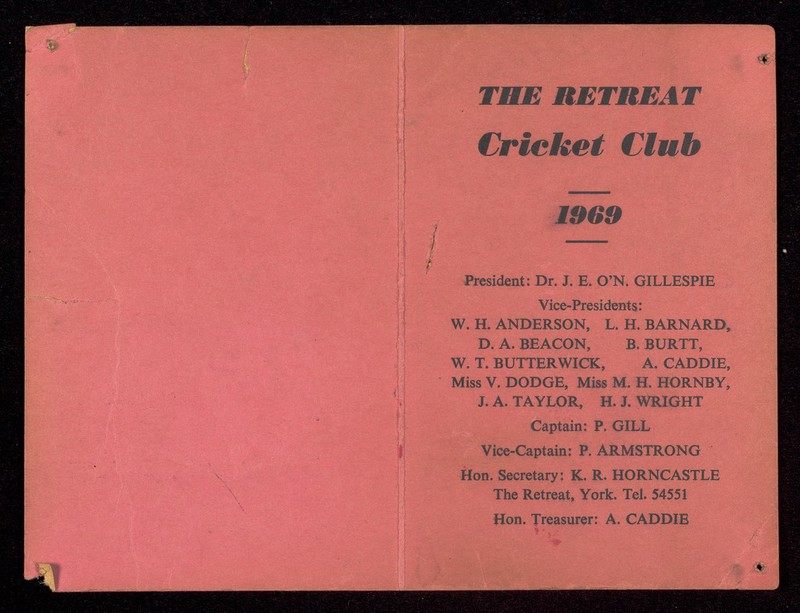 THE RETREAT
Cricket Club
1969
President: Dr. J. E. O'N. GILLESPIE
Vice-Presidents:
W. H. ANDERSON, L. H. BARNARD,
D. A. BEACON, B. BURTT,
W. T. BUTTERWICK, A. CADDIE,
Miss V. DODGE, Miss M. H. HORNBY,
J. A. TAYLOR, H. J. WRIGHT
Captain: P. GILL
Vice-Captain: P. ARMSTRONG
Hon. Secretary: K. R. HORNCASTLE
The Retreat, York. Tel. 54551
Hon. Treasurer: A. CADDIE